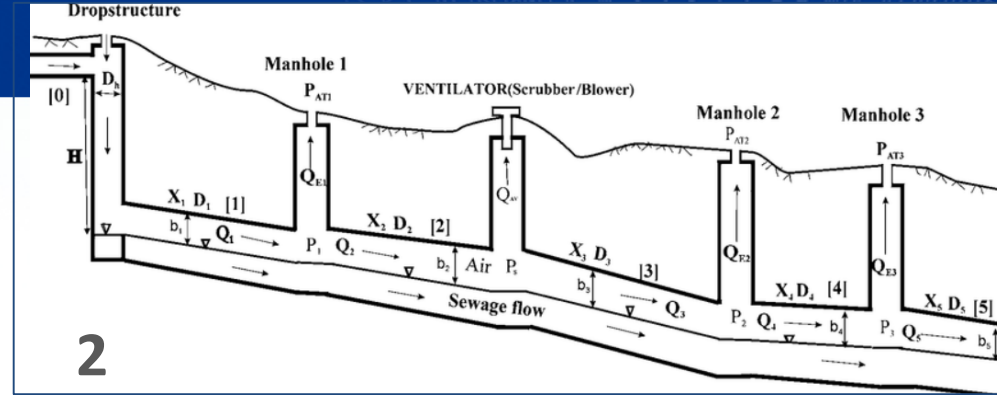 Dropstructure
Manhole 1
P_AT1
VENTILATOR(Scrubber/Blower)
Manhole 2
P_AT2
Manhole 3
P_AT3
[0]
D_h
H
Q_E1
Q_av
Q_E2
Q_E3
X_1 D_1 [1]
b_1
Q_1
P_1
X_2 D_2 [2]
Q_2
b_2
Air
P_s
X_3 D_3 [3]
b_3
Q_3
P_2
X_4 D_4 [4]
Q_4
b_4
P_3
X_5 D_5 [5]
Q_5
b_5
Sewage flow
2